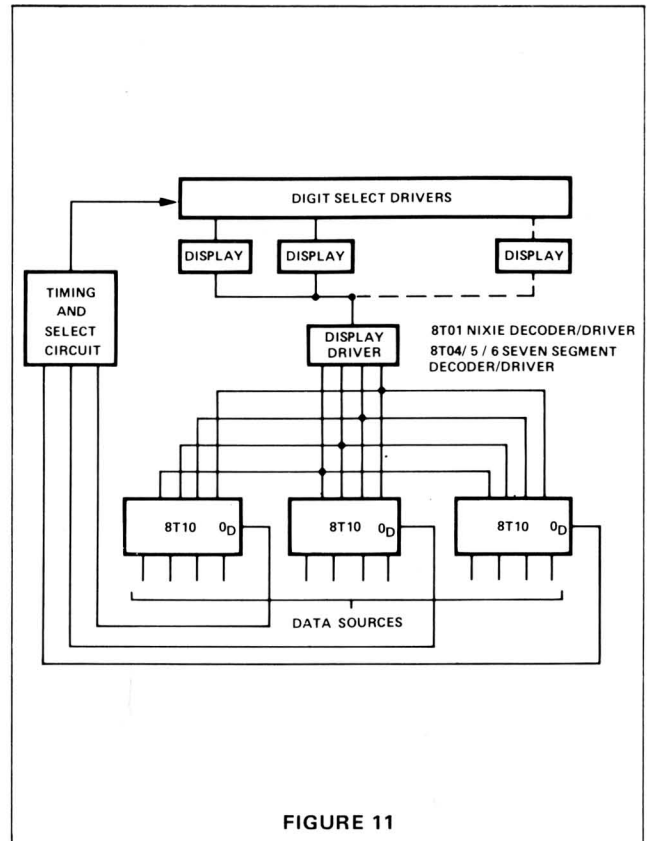 DIGIT SELECT DRIVERS
DISPLAY
DISPLAY
DISPLAY
TIMING
AND
SELECT
CIRCUIT
DISPLAY
DRIVER
8T01 NIXIE DECODER/DRIVER
8T04/ 5 / 6 SEVEN SEGMENT
DECODER/DRIVER
8T10 0D
8T10 0D
8T10 0D
DATA SOURCES
FIGURE 11